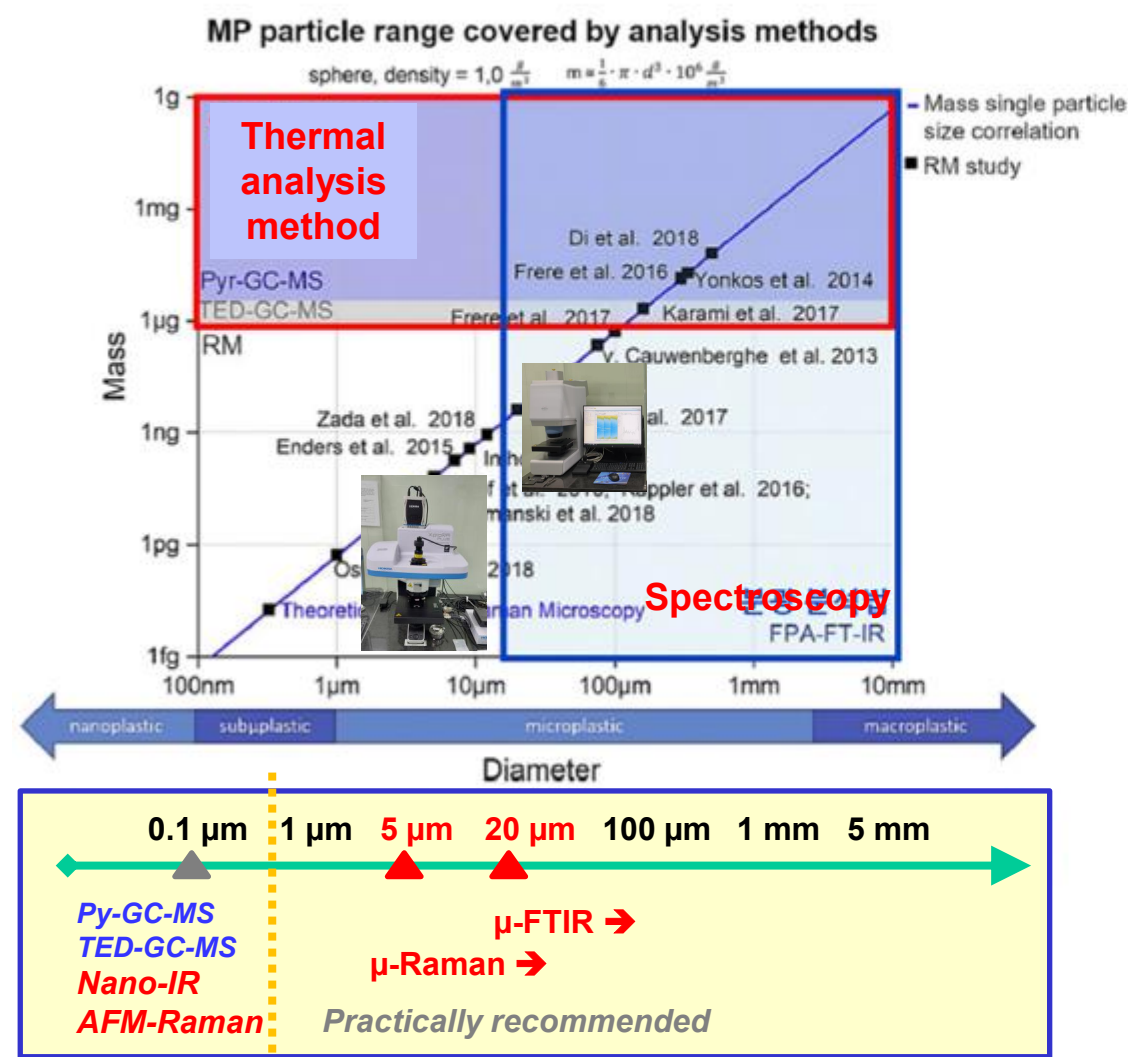 MP particle range covered by analysis methods
sphere, density = 1,0 g/m³ m = 1/6 · π · d³ · 10⁶ g/m³
1g
Mass single particle
size correlation
RM study
Thermal
analysis
method
1mg
Di et al. 2018
Frere et al. 2016
Yonkos et al. 2014
Pyr-GC-MS
TED-GC-MS
Frere et al 2017
Karami et al. 2017
1µg
RM
v. Cauwenberghe et al. 2013
Mass
Zada et al. 2018
al. 2017
1ng
Enders et al. 2015
et al.
Käppler et al. 2016;
manski et al. 2018
1pg
2018
Spectroscopy
Microscopy
FPA-FT-IR
1fg
100nm
1µm
10µm
100µm
1mm
10mm
nanoplastic
subµplastic
microplastic
macroplastic
Diameter
0.1 µm 1 µm 5 µm 20 µm 100 µm 1 mm 5 mm
Py-GC-MS
µ-FTIR ➔
TED-GC-MS
µ-Raman ➔
Nano-IR
AFM-Raman
Practically recommended